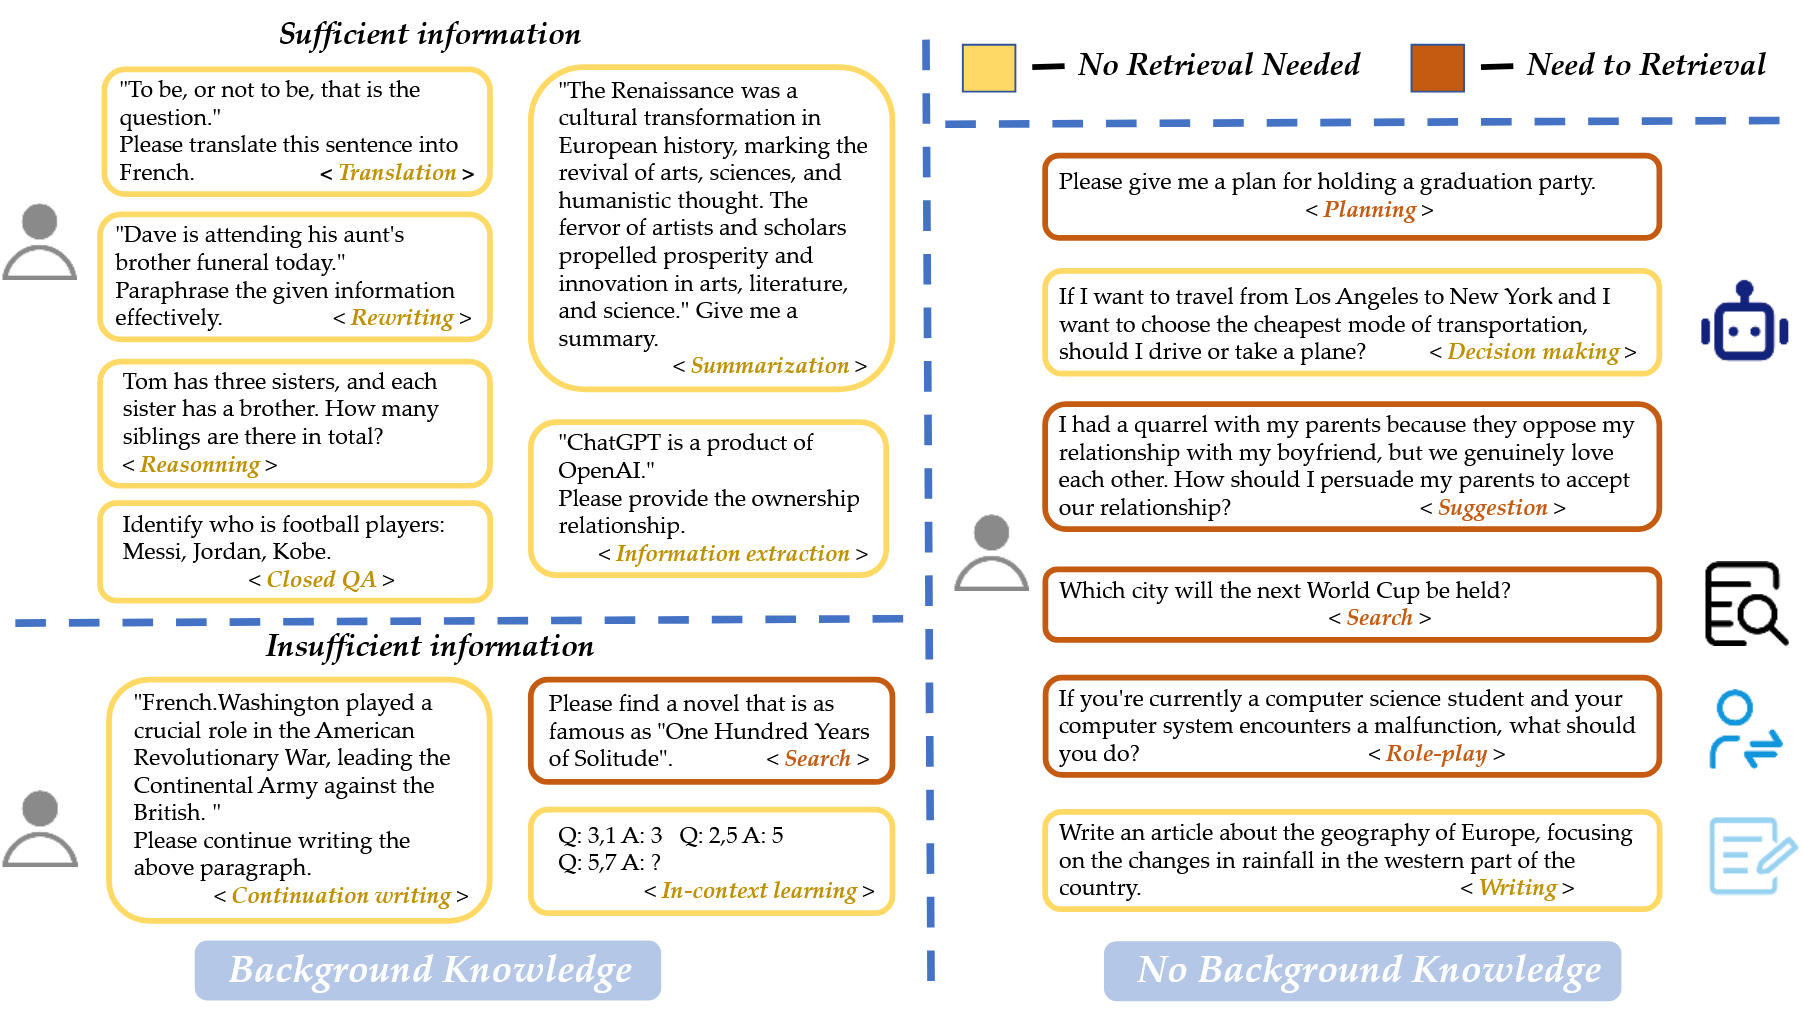 Sufficient information
"To be, or not to be, that is the
question."
Please translate this sentence into
French. < Translation >
"Dave is attending his aunt's
brother funeral today."
Paraphrase the given information
effectively. < Rewriting >
Tom has three sisters, and each
sister has a brother. How many
siblings are there in total?
< Reasonning >
Identify who is football players:
Messi, Jordan, Kobe.
< Closed QA >
"The Renaissance was a
cultural transformation in
European history, marking the
revival of arts, sciences, and
humanistic thought. The
fervor of artists and scholars
propelled prosperity and
innovation in arts, literature,
and science." Give me a
summary.
< Summarization >
"ChatGPT is a product of
OpenAI."
Please provide the ownership
relationship.
< Information extraction >
Insufficient information
"French.Washington played a
crucial role in the American
Revolutionary War, leading the
Continental Army against the
British. "
Please continue writing the
above paragraph.
< Continuation writing >
Please find a novel that is as
famous as "One Hundred Years
of Solitude". < Search >
Q: 3,1 A: 3 Q: 2,5 A: 5
Q: 5,7 A: ?
< In-context learning >
Background Knowledge
No Retrieval Needed
Need to Retrieval
Please give me a plan for holding a graduation party.
< Planning >
If I want to travel from Los Angeles to New York and I
want to choose the cheapest mode of transportation,
should I drive or take a plane? < Decision making >
I had a quarrel with my parents because they oppose my
relationship with my boyfriend, but we genuinely love
each other. How should I persuade my parents to accept
our relationship? < Suggestion >
Which city will the next World Cup be held?
< Search >
If you're currently a computer science student and your
computer system encounters a malfunction, what should
you do? < Role-play >
Write an article about the geography of Europe, focusing
on the changes in rainfall in the western part of the
country. < Writing >
No Background Knowledge